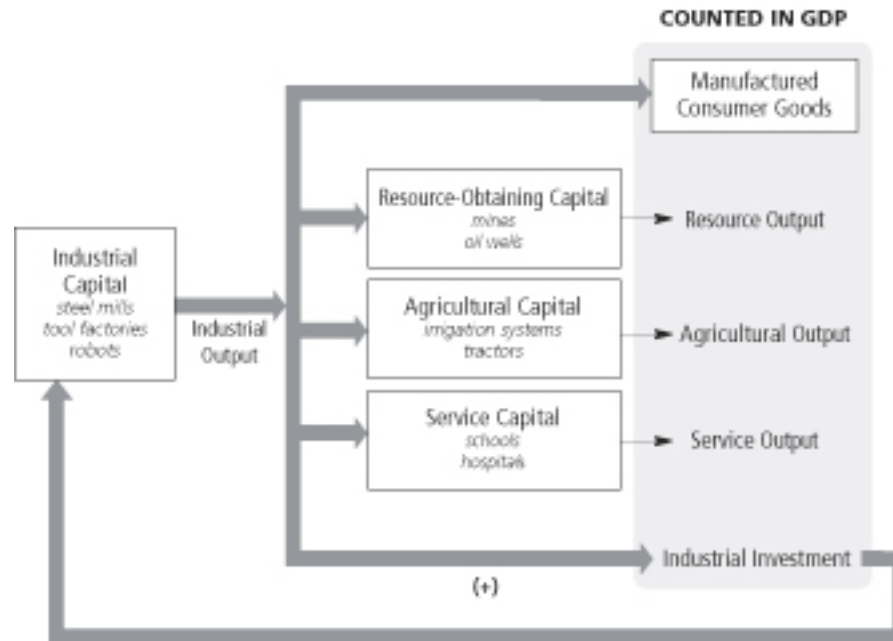 COUNTED IN GDP
Manufactured
Consumer Goods
Resource-Obtaining Capital
mines
oil wells
Resource Output
Industrial
Capital
steel mills
tool factories
robots
Industrial
Output
Agricultural Capital
irrigation systems
tractors
Agricultural Output
Service Capital
schools
hospitals
Service Output
Industrial Investment
(+)